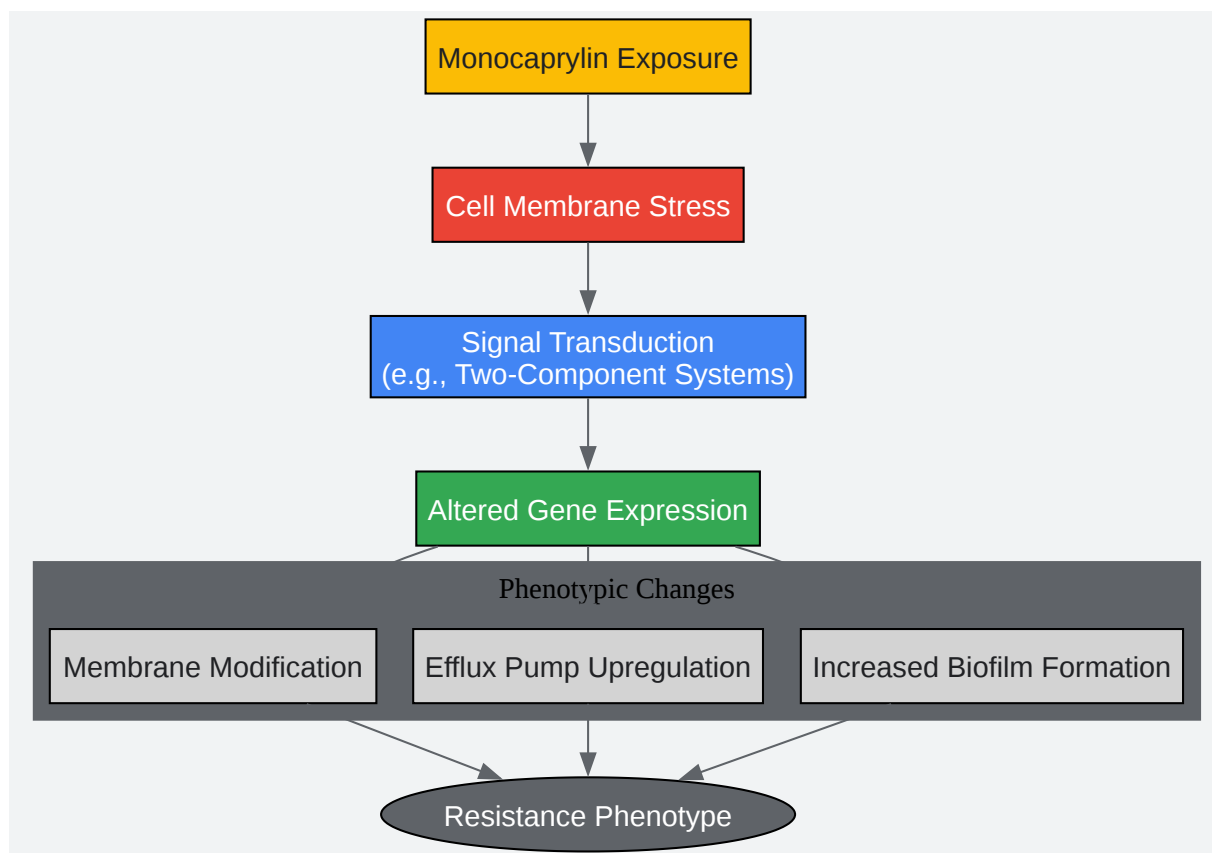 Monocaprylin Exposure
Cell Membrane Stress
Signal Transduction
(e.g., Two-Component Systems)
Altered Gene Expression
Phenotypic Changes
Membrane Modification
Efflux Pump Upregulation
Increased Biofilm Formation
Resistance Phenotype